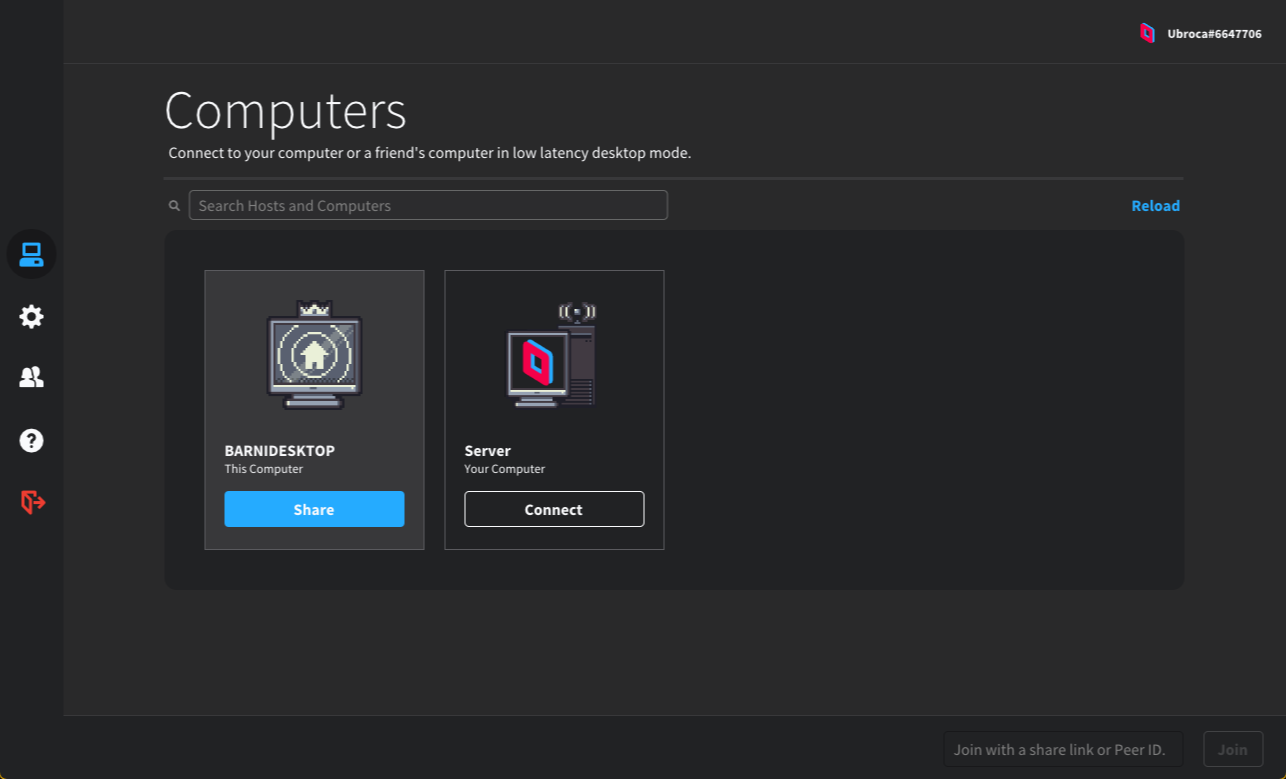 Ubroca#6647706
Computers
Connect to your computer or a friend's computer in low latency desktop mode.
Search Hosts and Computers
Reload
BARNIDESKTOP
This Computer
Share
Server
Your Computer
Connect
Join with a share link or Peer ID.
Join